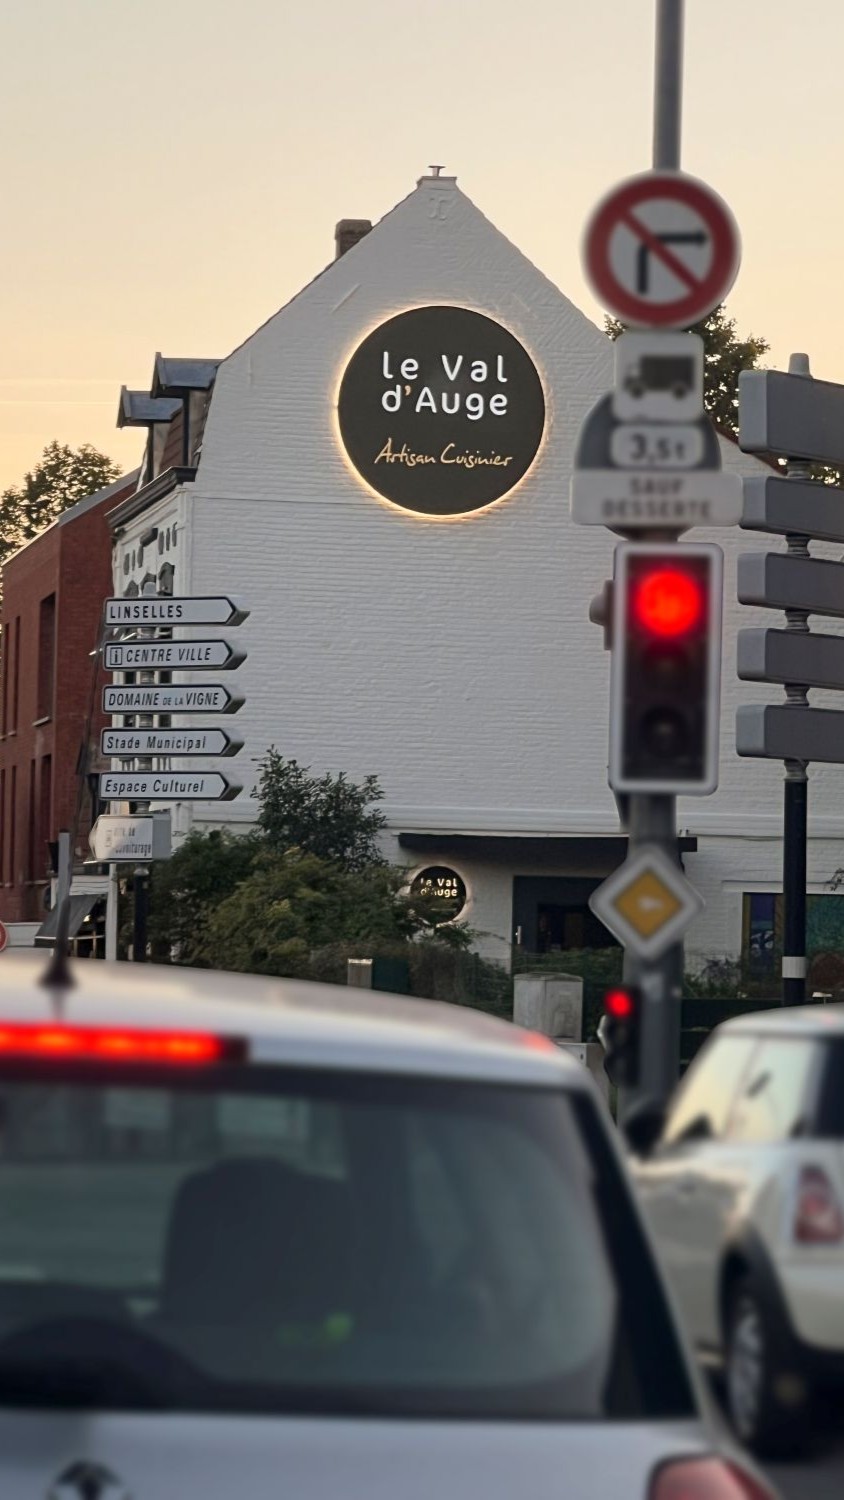 le Val
d'Auge
Artisan Cuisinier
3,5t
SAUF
DESSERTE
LINSELLES
i CENTRE VILLE
DOMAINE DE LA VIGNE
Stade Municipal
Espace Culturel
le Val
d'Auge